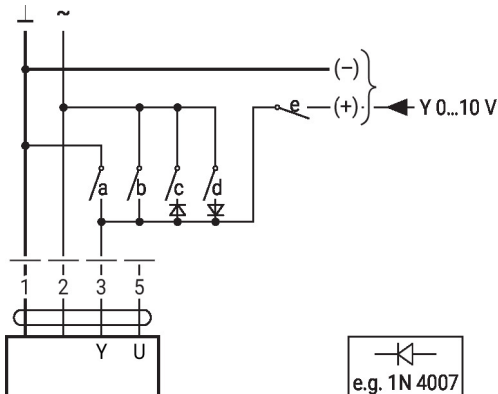 ⊥ ~
(−)
e (+) Y 0...10 V
a b c d
1 2 3 5
Y U
e.g. 1N 4007